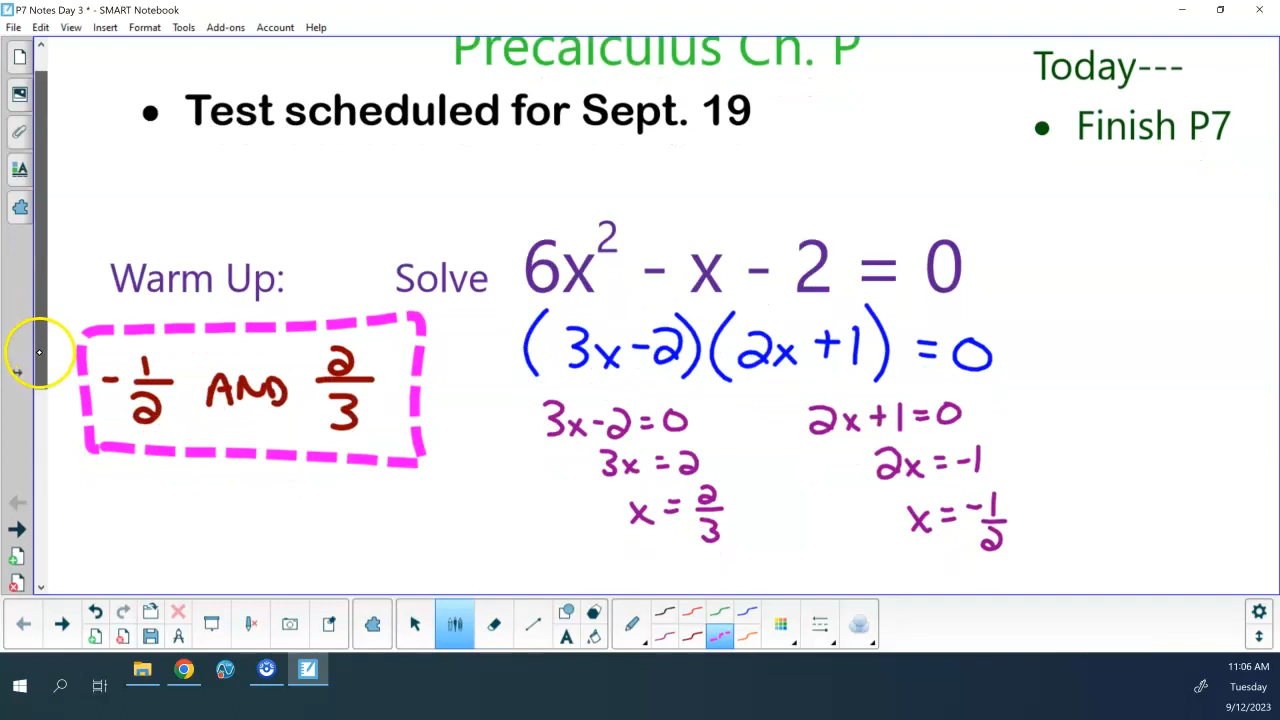 P7 Notes Day 3 * - SMART Notebook
File Edit View Insert Format Tools Add-ons Account Help
Precalculus Ch. P
• Test scheduled for Sept. 19
Today---
• Finish P7
Warm Up: Solve 6x² - x - 2 = 0
(3x-2)(2x+1) = 0
-1/2 AND 2/3
3x-2=0
3x = 2
x = 2/3
2x+1=0
2x=-1
x = -1/2
11:06 AM
Tuesday
9/12/2023